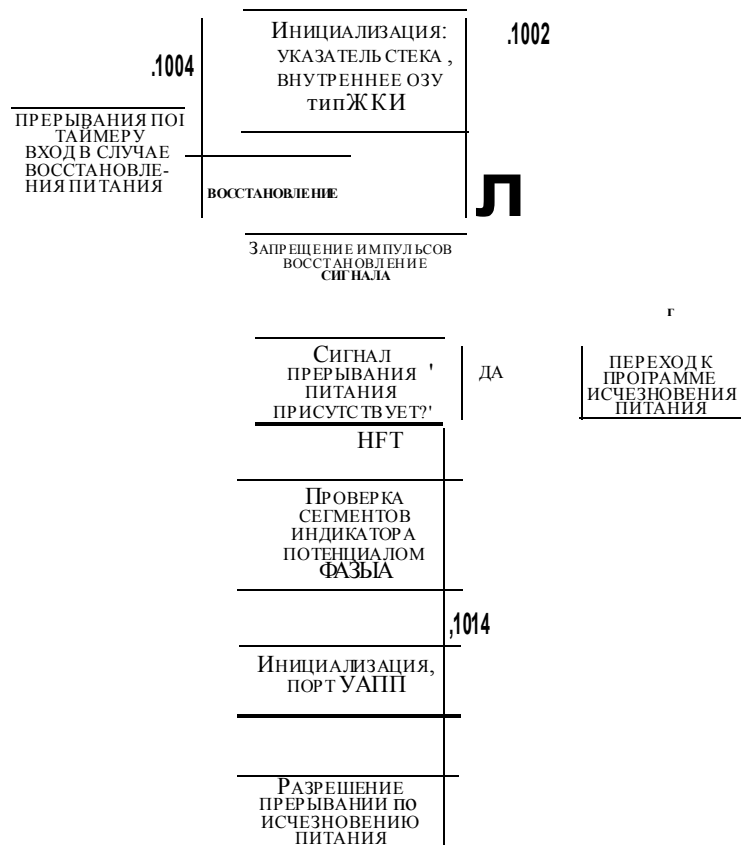 Инициализация:
УКАЗАТЕЛЬ СТЕКА ,
ВНУТРЕННЕЕ ОЗУ
типЖКИ
.1002
.1004
ПРЕРЫВАНИЯ ПОI
ТАЙМЕРУ
ВХОД В СЛУЧАЕ
ВОССТАНОВЛЕ-
НИЯ ПИТАНИЯ
ВОССТАНОВЛЕНИЕ
Л
Запрещение импульсов
ВОССТАНОВЛЕНИЕ
СИГНАЛА
г
Сигнал
ПРЕРЫВАНИЯ '
ПИТАНИЯ
ПРИСУТСТВУЕТ?'
ДА
ПЕРЕХОД К
ПРОГРАММЕ
ИСЧЕЗНОВЕНИЯ
ПИТАНИЯ
HFT
Проверка
СЕГМЕНТОВ
ИНДИКАТОРА
ПОТЕНЦИАЛОМ
ФАЗЫА
,1014
Инициализация,
ПОРТ УАПП
Разрешение
ПРЕРЫВАНИИ по
ИСЧЕЗНОВЕНИЮ
ПИТАНИЯ